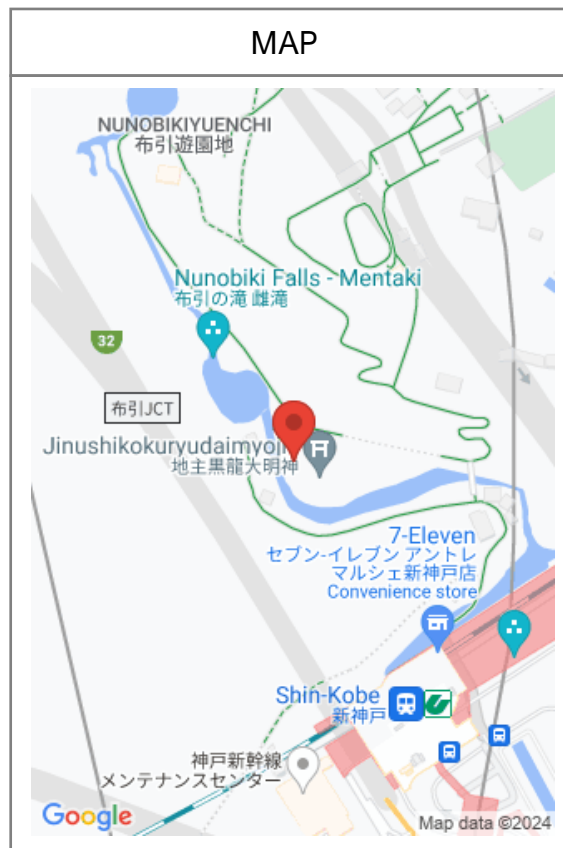 MAP
NUNOBIKIYUENCHI
布引遊園地
Nunobiki Falls - Mentaki
布引の滝 雌滝
32
布引JCT
Jinushikokuryudaimyoji
地主黒龍大明神
7-Eleven
セブン-イレブン アントレ
マルシェ新神戸店
Convenience store
Shin-Kobe
新神戸
神戸新幹線
メンテナンスセンター
Google
Map data ©2024